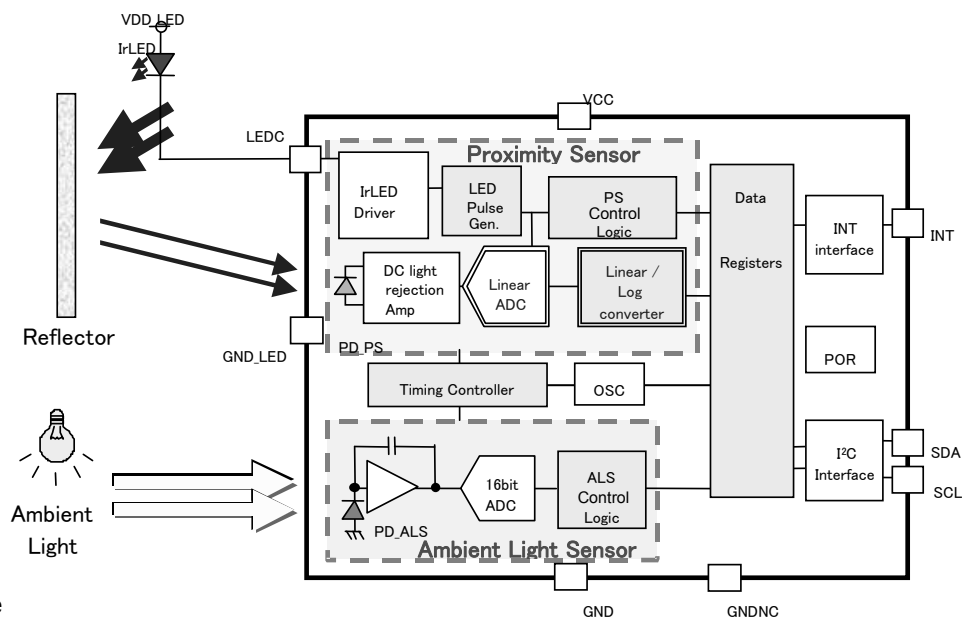 VDD_LED
IrLED
VCC
LEDC
Proximity Sensor
IrLED
Driver
LED
Pulse
Gen.
PS
Control
Logic
Data
Registers
INT
interface
INT
DC light
rejection
Amp
Linear
ADC
Linear /
Log
converter
Reflector
GND_LED
PD_PS
POR
Timing Controller
OSC
Ambient
Light
16bit
ADC
ALS
Control
Logic
PD_ALS
Ambient Light Sensor
I²C
Interface
SDA
SCL
GND
GNDNC
e